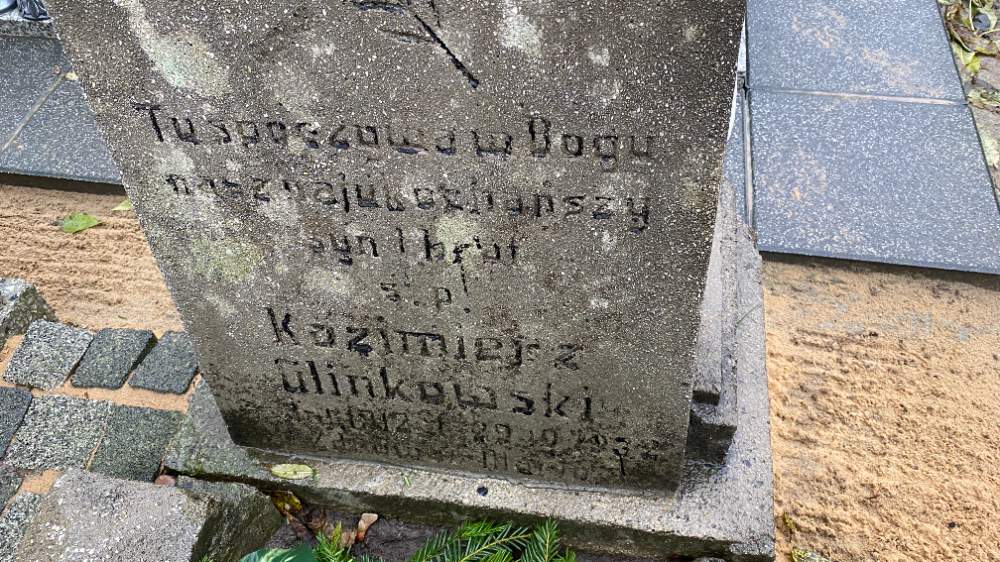 Tu spoczywa w Bogu
nasz najukochańszy
syn i brat
ś. p.
Kazimierz
Glinkowski